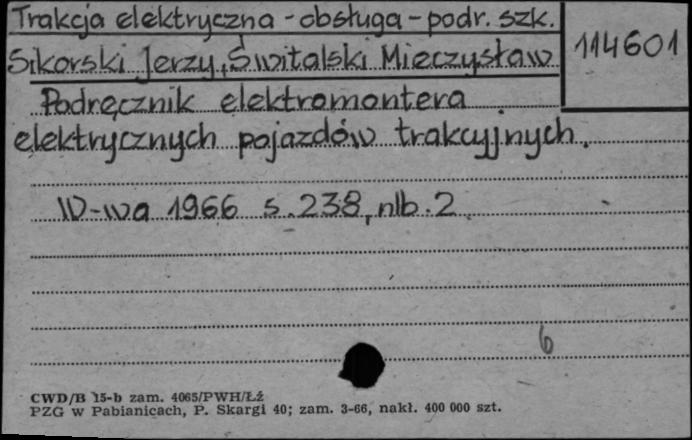 Trakcja elektryczna - obsługa - podr. szk.
114601
Sikorski Jerzy, Świtalski Mieczysław
Podręcznik elektromontera
elektrycznych pojazdów trakcyjnych.
W-wa 1966 s. 238, nlb. 2
6
CWD/B 15-b zam. 4065/PWH/Łź
PZG w Pabianicach, P. Skargi 40; zam. 3-66, nakł. 400 000 szt.